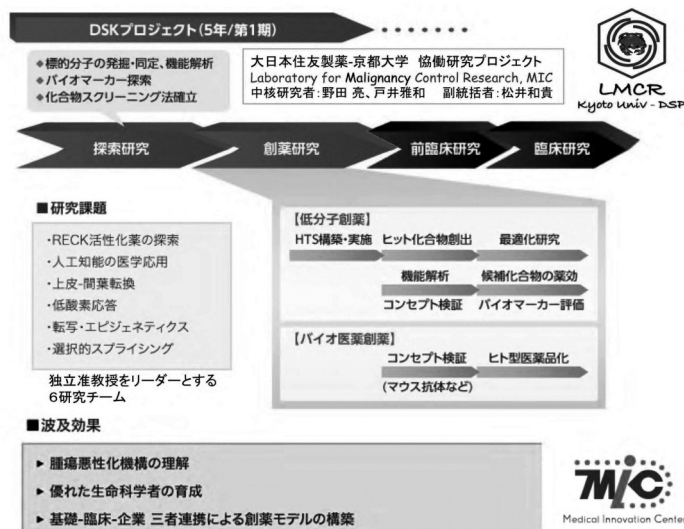 DSKプロジェクト(5年/第1期)
◆標的分子の発掘・同定、機能解析
◆バイオマーカー探索
◆化合物スクリーニング法確立
大日本住友製薬-京都大学 恊働研究プロジェクト
Laboratory for Malignancy Control Research, MIC
中核研究者:野田 亮、戸井雅和 副統括者:松井和貴
LMCR
Kyoto Univ - DSP
探索研究
創薬研究
前臨床研究
臨床研究
■研究課題
・RECK活性化薬の探索
・人工知能の医学応用
・上皮-間葉転換
・低酸素応答
・転写・エピジェネティクス
・選択的スプライシング
独立准教授をリーダーとする
6研究チーム
【低分子創薬】
HTS構築・実施 ヒット化合物創出 最適化研究
機能解析 候補化合物の薬効
コンセプト検証 バイオマーカー評価
【バイオ医薬創薬】
コンセプト検証 ヒト型医薬品化
(マウス抗体など)
■波及効果
▶ 腫瘍悪性化機構の理解
▶ 優れた生命科学者の育成
▶ 基礎-臨床-企業 三者連携による創薬モデルの構築
MIC
Medical Innovation Center